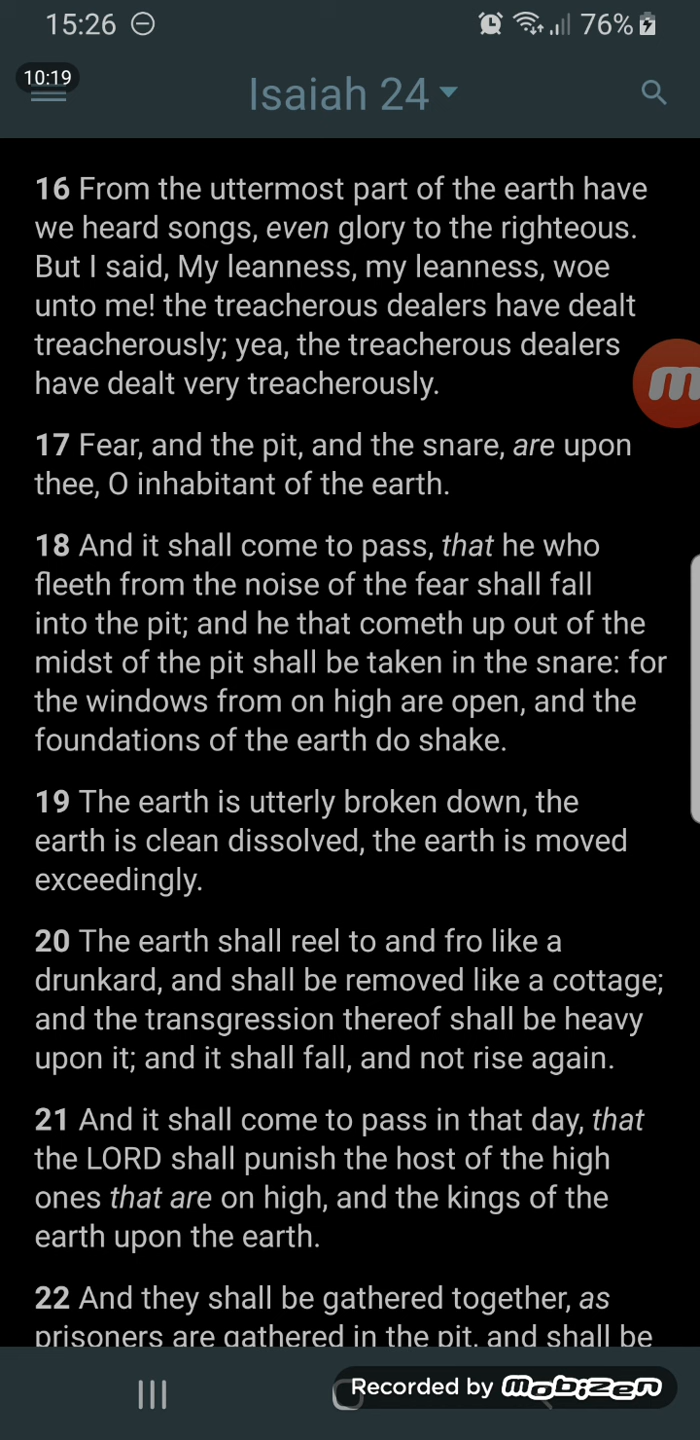 15:26
76%
10:19
Isaiah 24
16 From the uttermost part of the earth have
we heard songs, even glory to the righteous.
But I said, My leanness, my leanness, woe
unto me! the treacherous dealers have dealt
treacherously; yea, the treacherous dealers
have dealt very treacherously.
m
17 Fear, and the pit, and the snare, are upon
thee, O inhabitant of the earth.
18 And it shall come to pass, that he who
fleeth from the noise of the fear shall fall
into the pit; and he that cometh up out of the
midst of the pit shall be taken in the snare: for
the windows from on high are open, and the
foundations of the earth do shake.
19 The earth is utterly broken down, the
earth is clean dissolved, the earth is moved
exceedingly.
20 The earth shall reel to and fro like a
drunkard, and shall be removed like a cottage;
and the transgression thereof shall be heavy
upon it; and it shall fall, and not rise again.
21 And it shall come to pass in that day, that
the LORD shall punish the host of the high
ones that are on high, and the kings of the
earth upon the earth.
22 And they shall be gathered together, as
prisoners are gathered in the pit, and shall be
Recorded by mobizen